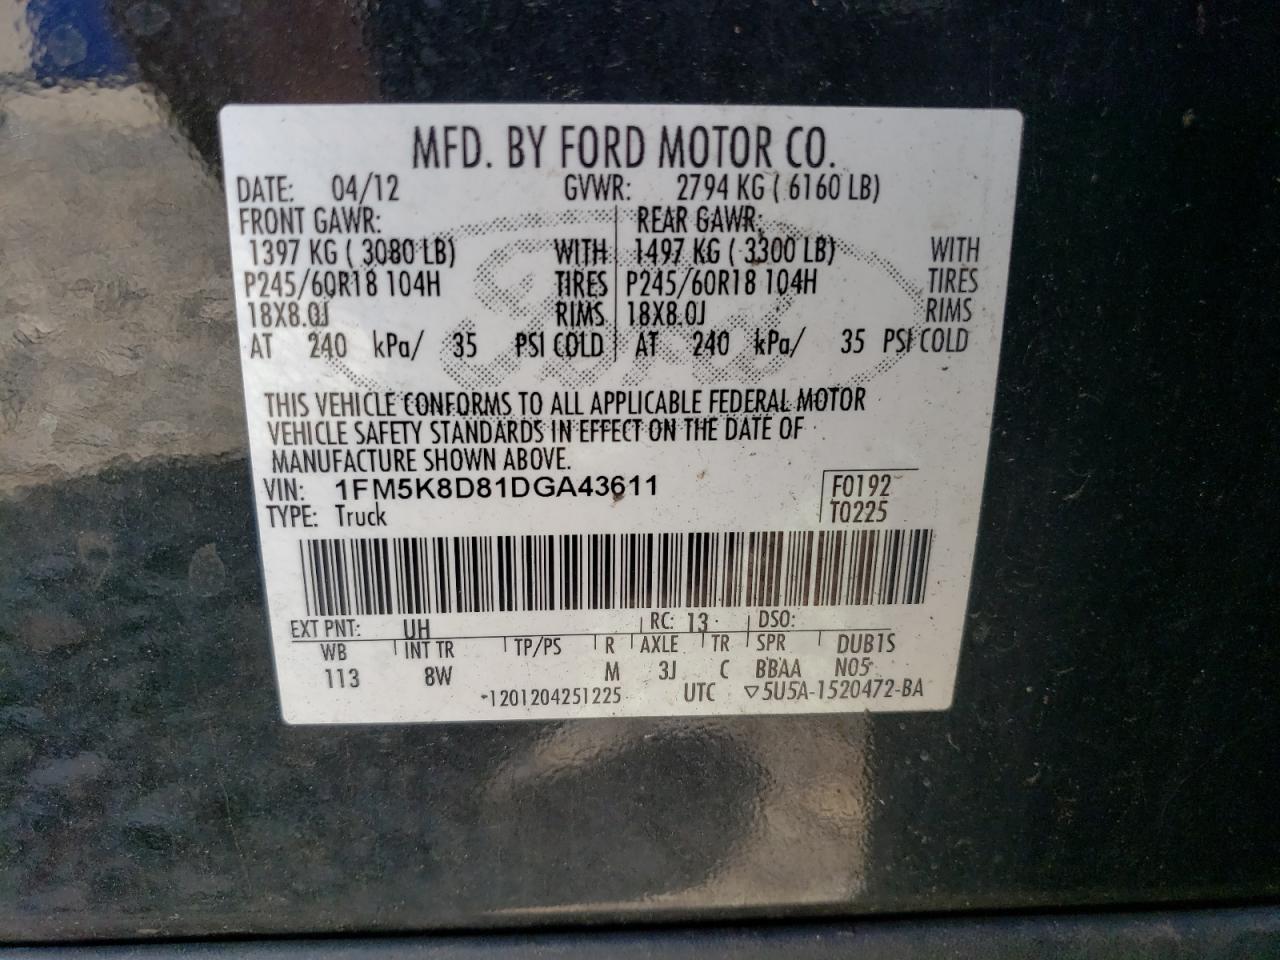 MFD. BY FORD MOTOR CO.
DATE: 04/12 GVWR: 2794 KG ( 6160 LB)
FRONT GAWR: REAR GAWR:
1397 KG ( 3080 LB) WITH 1497 KG ( 3300 LB) WITH
P245/60R18 104H TIRES P245/60R18 104H TIRES
18X8.0J RIMS 18X8.0J RIMS
AT 240 kPa/ 35 PSI COLD AT 240 kPa/ 35 PSI COLD
THIS VEHICLE CONFORMS TO ALL APPLICABLE FEDERAL MOTOR
VEHICLE SAFETY STANDARDS IN EFFECT ON THE DATE OF
MANUFACTURE SHOWN ABOVE.
VIN: 1FM5K8D81DGA43611 F0192
TYPE: Truck T0225
EXT PNT: UH RC: 13 DSO:
WB INT TR TP/PS R AXLE TR SPR DUB1S
113 8W M 3J C BBAA N05
*1201204251225 UTC ▽5U5A-1520472-BA
Ford